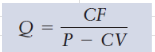 Q = CF / (P − CV)